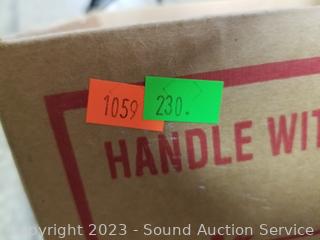 1059 230.
HANDLE WIT
Copyright 2023 - Sound Auction Service